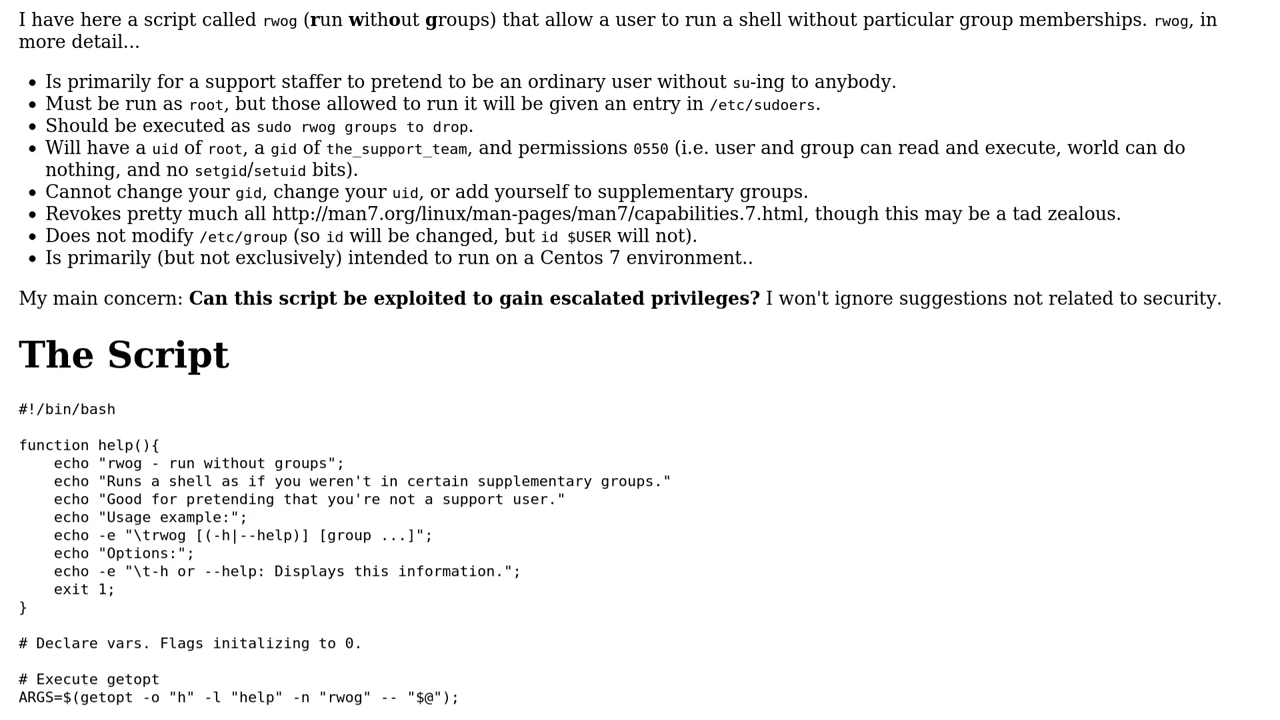 I have here a script called rwog (run without groups) that allow a user to run a shell without particular group memberships. rwog, in
more detail...
• Is primarily for a support staffer to pretend to be an ordinary user without su-ing to anybody.
• Must be run as root, but those allowed to run it will be given an entry in /etc/sudoers.
• Should be executed as sudo rwog groups to drop.
• Will have a uid of root, a gid of the_support_team, and permissions 0550 (i.e. user and group can read and execute, world can do
nothing, and no setgid/setuid bits).
• Cannot change your gid, change your uid, or add yourself to supplementary groups.
• Revokes pretty much all http://man7.org/linux/man-pages/man7/capabilities.7.html, though this may be a tad zealous.
• Does not modify /etc/group (so id will be changed, but id $USER will not).
• Is primarily (but not exclusively) intended to run on a Centos 7 environment..
My main concern: Can this script be exploited to gain escalated privileges? I won't ignore suggestions not related to security.
The Script
#!/bin/bash
function help(){
    echo "rwog - run without groups";
    echo "Runs a shell as if you weren't in certain supplementary groups."
    echo "Good for pretending that you're not a support user."
    echo "Usage example:";
    echo -e "\trwog [(-h|--help)] [group ...]";
    echo "Options:";
    echo -e "\t-h or --help: Displays this information.";
    exit 1;
}
# Declare vars. Flags initalizing to 0.
# Execute getopt
ARGS=$(getopt -o "h" -l "help" -n "rwog" -- "$@");